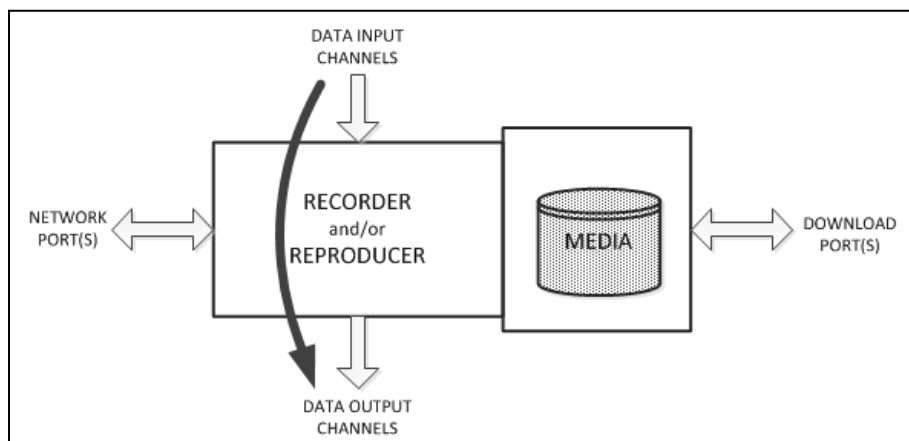 DATA INPUT
CHANNELS
NETWORK
PORT(S)
RECORDER
and/or
REPRODUCER
MEDIA
DOWNLOAD
PORT(S)
DATA OUTPUT
CHANNELS